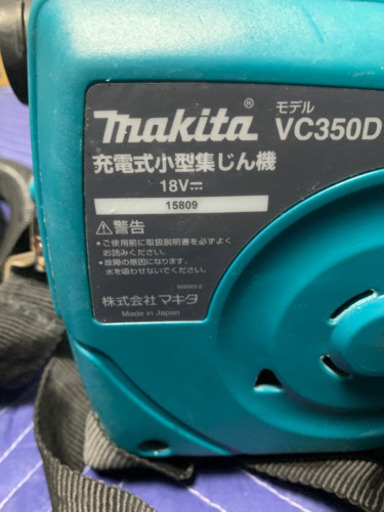 makita®
モデル
VC350D
充電式小型集じん機
18V⎓
15809
⚠警告
●ご使用前に取扱説明書を必ずよく
お読みください。
●故障の原因になります。
水を吸わせないでください。
株式会社マキタ
Made in Japan